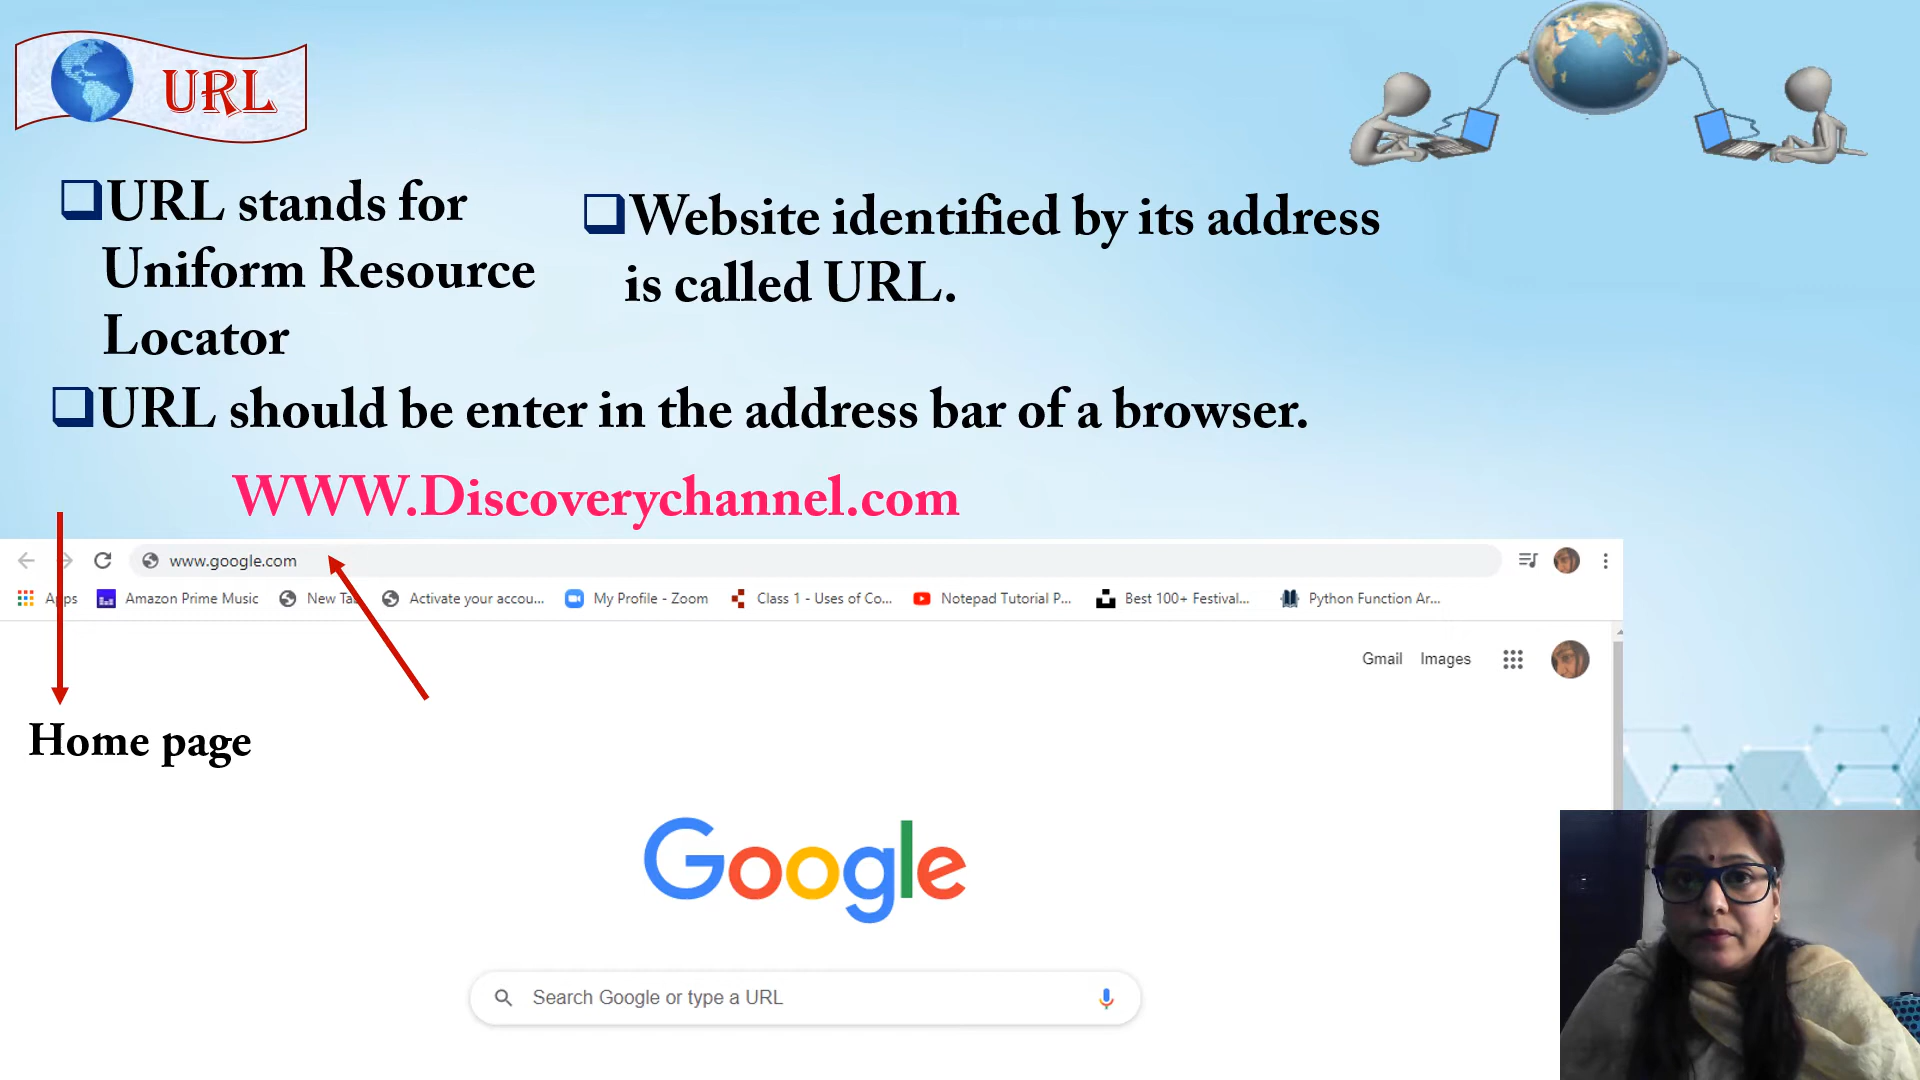 URL
URL stands for
Uniform Resource
Locator
Website identified by its address
is called URL.
URL should be enter in the address bar of a browser.
WWW.Discoverychannel.com
www.google.com
Apps Amazon Prime Music New Ta Activate your accou... My Profile - Zoom Class 1 - Uses of Co... Notepad Tutorial P... Best 100+ Festival... Python Function Ar...
Gmail Images
Home page
Google
Search Google or type a URL